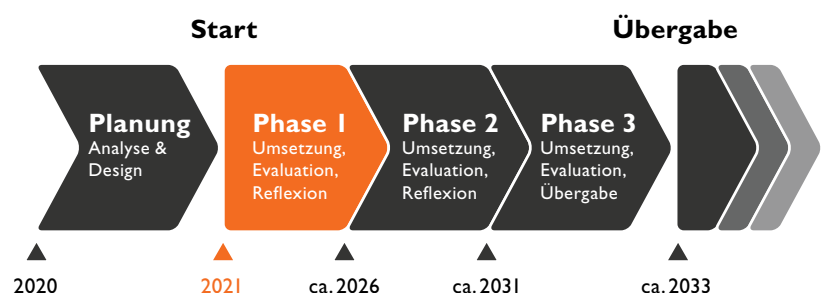 Start
Übergabe
Planung
Analyse &
Design
Phase 1
Umsetzung,
Evaluation,
Reflexion
Phase 2
Umsetzung,
Evaluation,
Reflexion
Phase 3
Umsetzung,
Evaluation,
Übergabe
2020
2021
ca. 2026
ca. 2031
ca. 2033